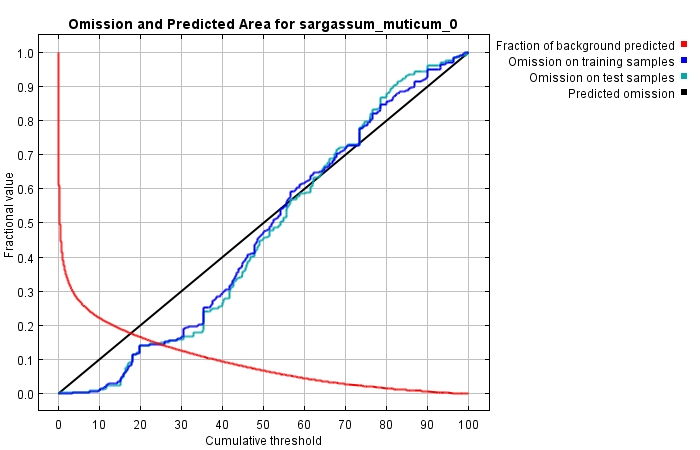 Omission and Predicted Area for sargassum_muticum_0
Fraction of background predicted
Omission on training samples
Omission on test samples
Predicted omission
Fractional value
1.0
0.9
0.8
0.7
0.6
0.5
0.4
0.3
0.2
0.1
0.0
0 10 20 30 40 50 60 70 80 90 100
Cumulative threshold